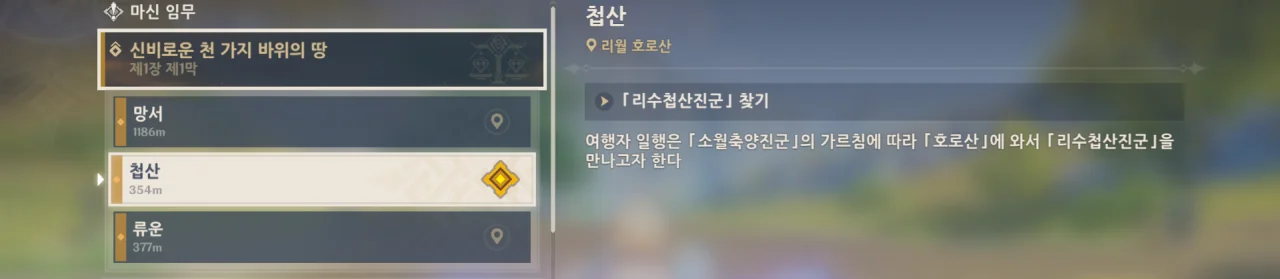 마신 임무
신비로운 천 가지 바위의 땅
제1장 제1막
망서
1186m
첩산
354m
류운
377m
첩산
리월 호로산
「리수첩산진군」 찾기
여행자 일행은 「소월축양진군」의 가르침에 따라 「호로산」에 와서 「리수첩산진군」을
만나고자 한다